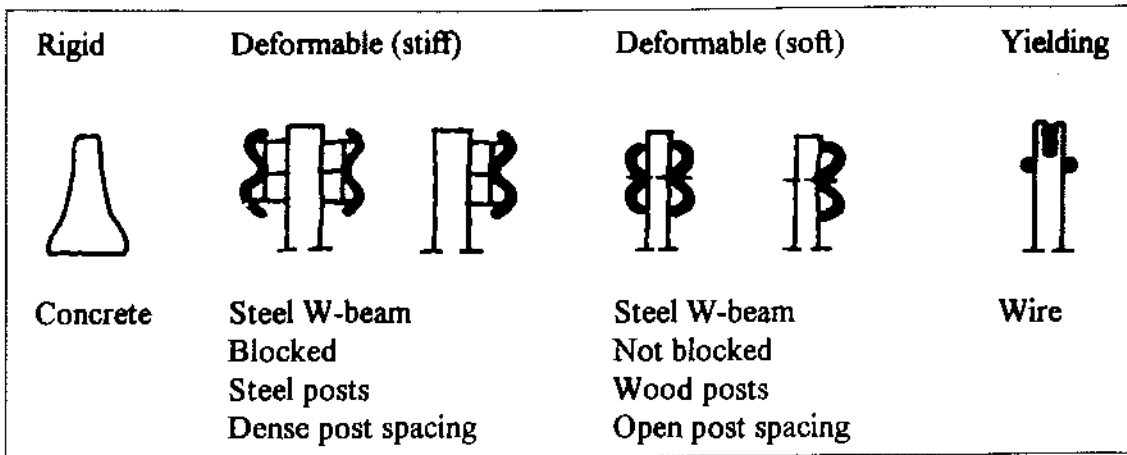 Rigid Deformable (stiff) Deformable (soft) Yielding
Concrete Steel W-beam Steel W-beam Wire
Blocked Not blocked
Steel posts Wood posts
Dense post spacing Open post spacing